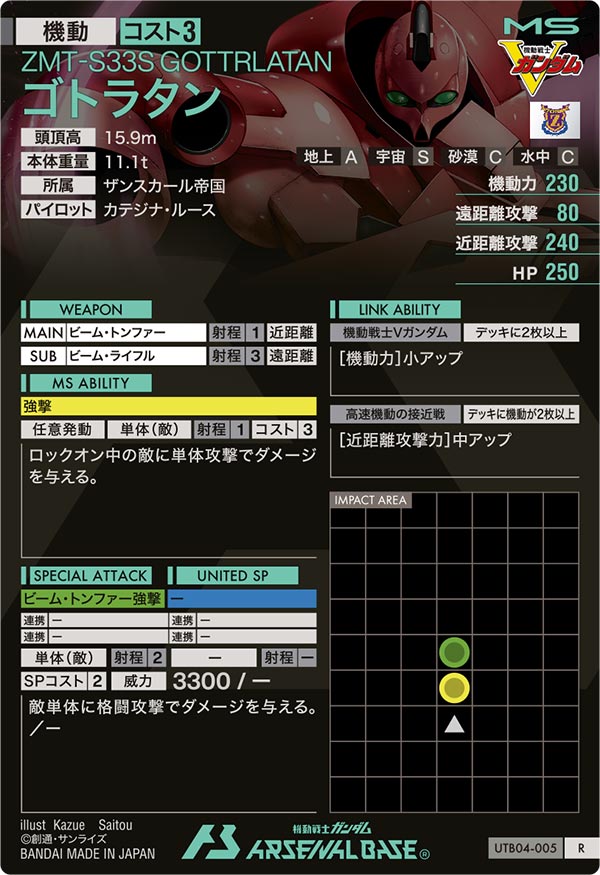 機動 コスト3 MS
ZMT-S33S GOTTRLATAN
機動戦士 Vガンダム
ゴトラタン
頭頂高 15.9m
本体重量 11.1t
地上 A 宇宙 S 砂漠 C 水中 C
所属 ザンスカール帝国
機動力 230
パイロット カテジナ・ルース
遠距離攻撃 80
近距離攻撃 240
HP 250
WEAPON
MAIN ビーム・トンファー 射程 1 近距離
SUB ビーム・ライフル 射程 3 遠距離
MS ABILITY
強撃
任意発動 単体(敵) 射程 1 コスト 3
ロックオン中の敵に単体攻撃でダメージ
を与える。
LINK ABILITY
機動戦士Vガンダム デッキに2枚以上
[機動力]小アップ
高速機動の接近戦 デッキに機動が2枚以上
[近距離攻撃力]中アップ
IMPACT AREA
SPECIAL ATTACK UNITED SP
ビーム・トンファー強撃 ー
連携 ー 連携 ー
連携 ー 連携 ー
単体(敵) 射程 2 ー 射程 ー
SPコスト 2 威力 3300 / ー
敵単体に格闘攻撃でダメージを与える。
/ー
illust Kazue Saitou
©創通・サンライズ
BANDAI MADE IN JAPAN
機動戦士ガンダム
ARSENAL BASE®
UTB04-005 R